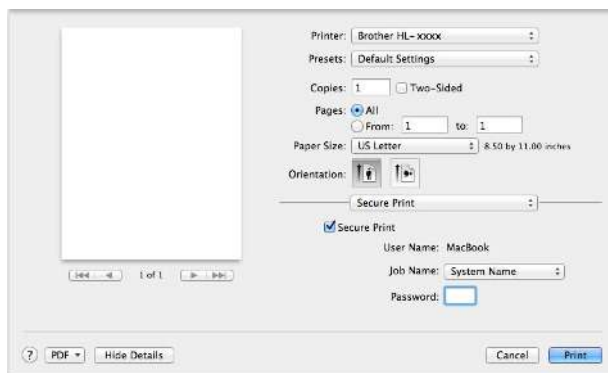 Printer: Brother HL-xxxx
Presets: Default Settings
Copies: 1 Two-Sided
Pages: All
From: 1 to: 1
Paper Size: US Letter 8.50 by 11.00 inches
Orientation:
Secure Print
Secure Print
User Name: MacBook
1 of 1
Job Name: System Name
Password:
? PDF Hide Details Cancel Print